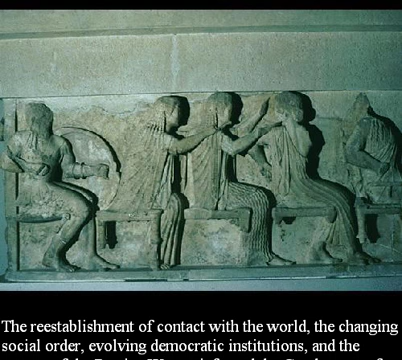 The reestablishment of contact with the world, the changing
social order, evolving democratic institutions, and the